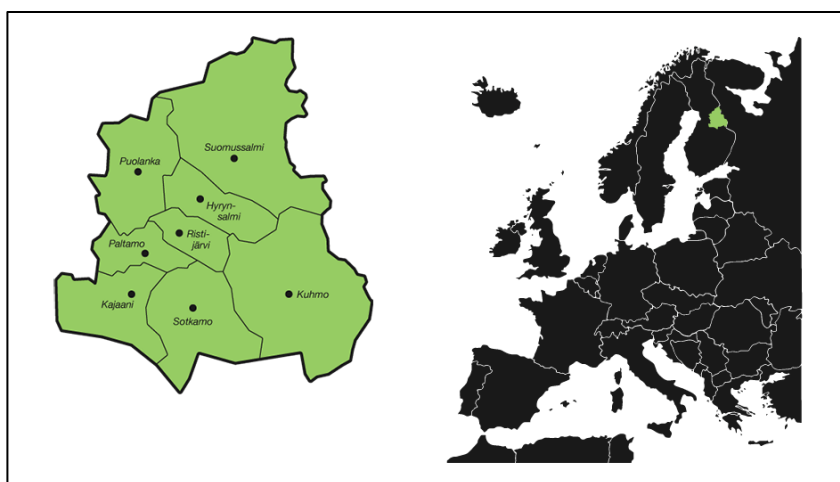 Suomussalmi
Puolanka
Hyryn-
salmi
Risti-
järvi
Paltamo
Kajaani
Kuhmo
Sotkamo